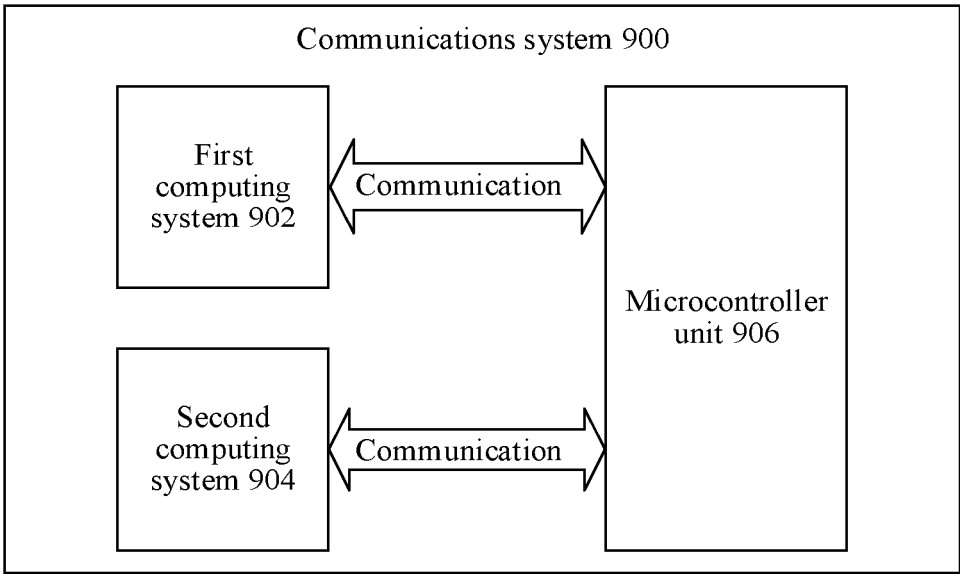 Communications system 900
First
computing
system 902
Communication
Microcontroller
unit 906
Second
computing
system 904
Communication